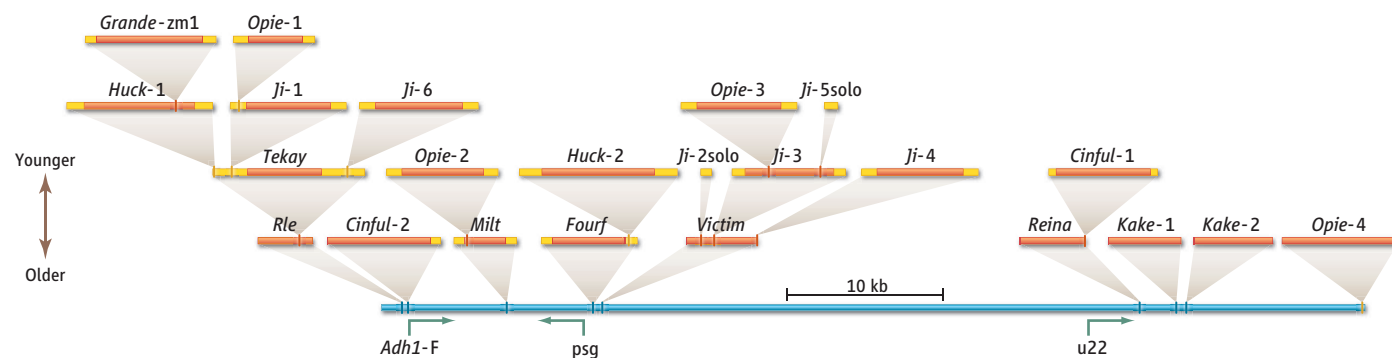 Grande-zm1 Opie-1
Huck-1 Ji-1 Ji-6 Opie-3 Ji-5solo
Younger Tekay Opie-2 Huck-2 Ji-2solo Ji-3 Ji-4 Cinful-1
Rle Cinful-2 Milt Fourf Victim Reina Kake-1 Kake-2 Opie-4
Older
10 kb
Adh1-F psg u22